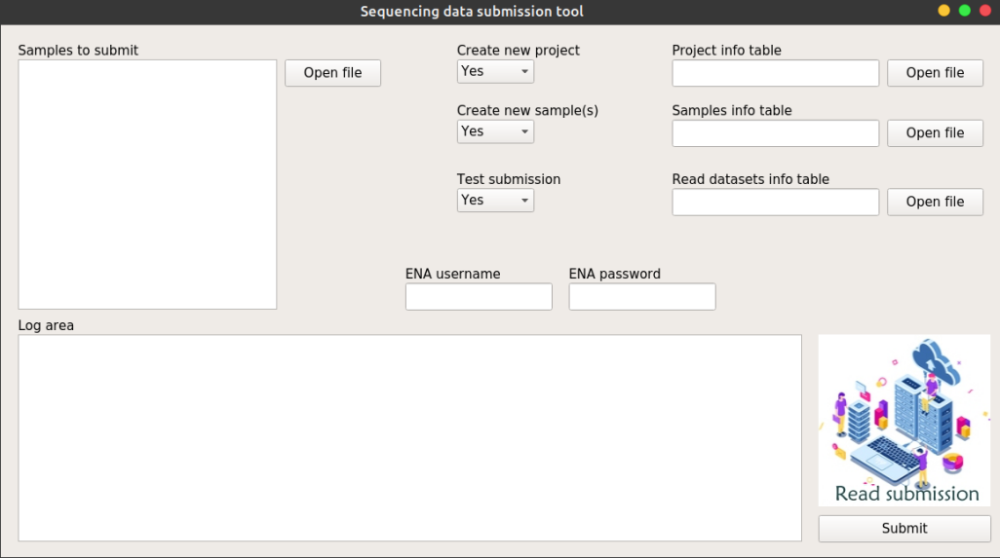 Sequencing data submission tool
Samples to submit
Open file
Create new project
Yes
Project info table
Open file
Create new sample(s)
Yes
Samples info table
Open file
Test submission
Yes
Read datasets info table
Open file
ENA username
ENA password
Log area
Read submission
Submit